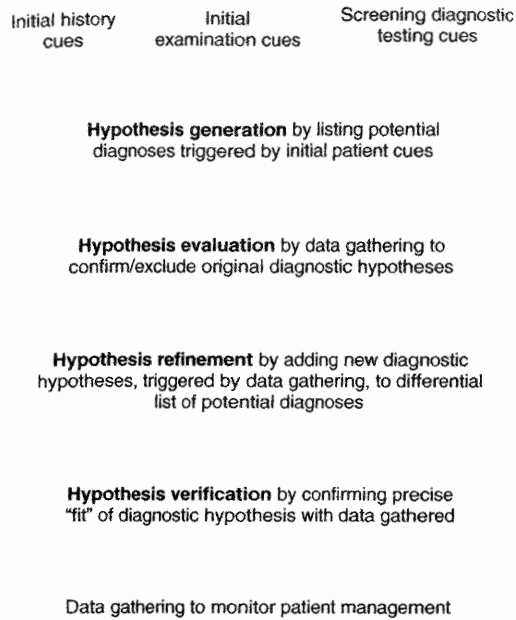 Initial history
cues
Initial
examination cues
Screening diagnostic
testing cues
Hypothesis generation by listing potential
diagnoses triggered by initial patient cues
Hypothesis evaluation by data gathering to
confirm/exclude original diagnostic hypotheses
Hypothesis refinement by adding new diagnostic
hypotheses, triggered by data gathering, to differential
list of potential diagnoses
Hypothesis verification by confirming precise
"fit" of diagnostic hypothesis with data gathered
Data gathering to monitor patient management